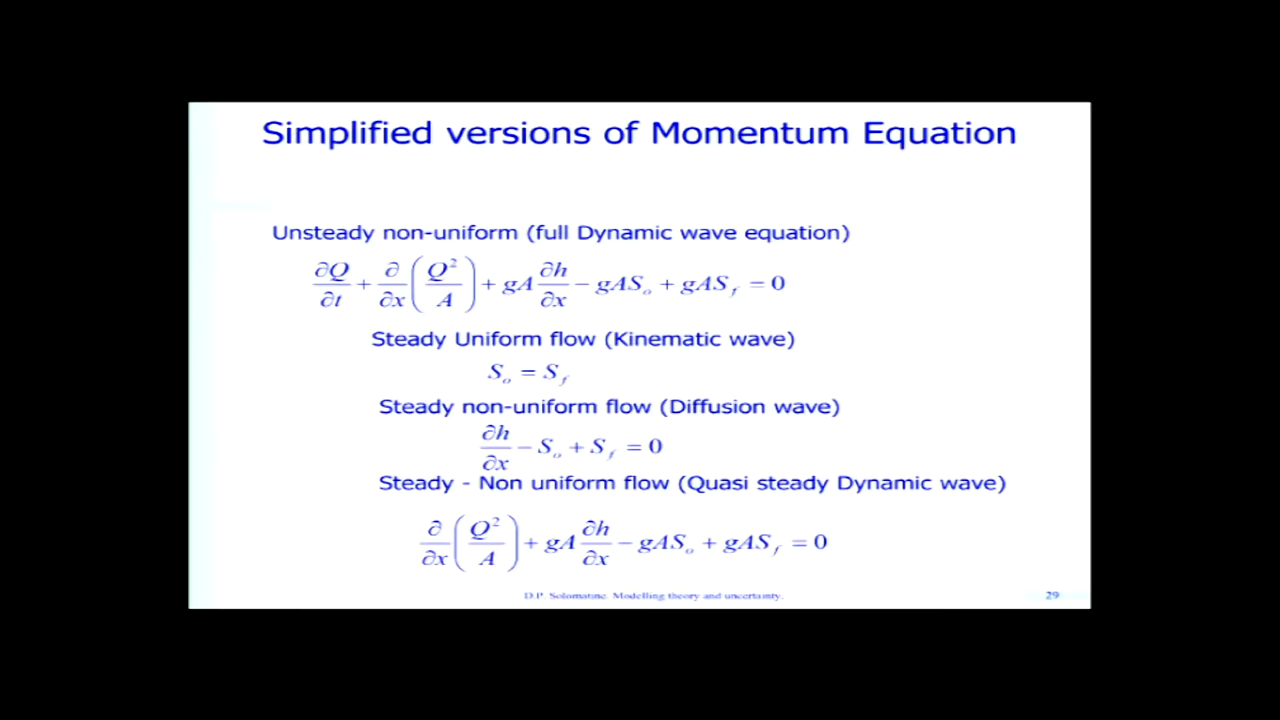 Simplified versions of Momentum Equation
Unsteady non-uniform (full Dynamic wave equation)
∂Q/∂t + ∂/∂x (Q²/A) + gA ∂h/∂x − gAS_o + gAS_f = 0
Steady Uniform flow (Kinematic wave)
S_o = S_f
Steady non-uniform flow (Diffusion wave)
∂h/∂x − S_o + S_f = 0
Steady - Non uniform flow (Quasi steady Dynamic wave)
∂/∂x (Q²/A) + gA ∂h/∂x − gAS_o + gAS_f = 0
D.P. Solomatine. Modelling theory and uncertainty. 29